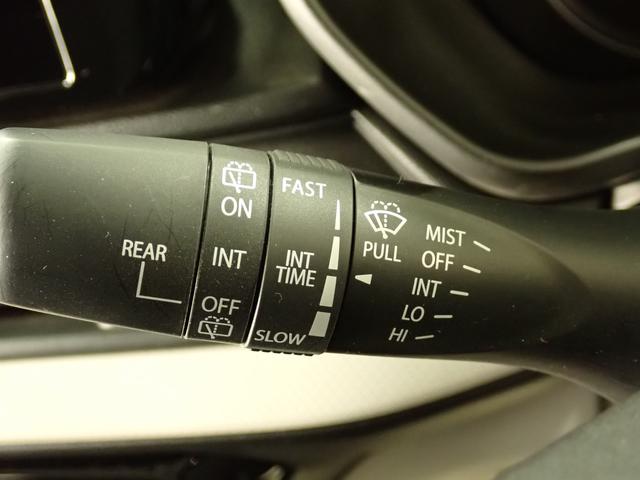 REAR
ON
INT
OFF
FAST
INT
TIME
SLOW
PULL
MIST
OFF
INT
LO
HI